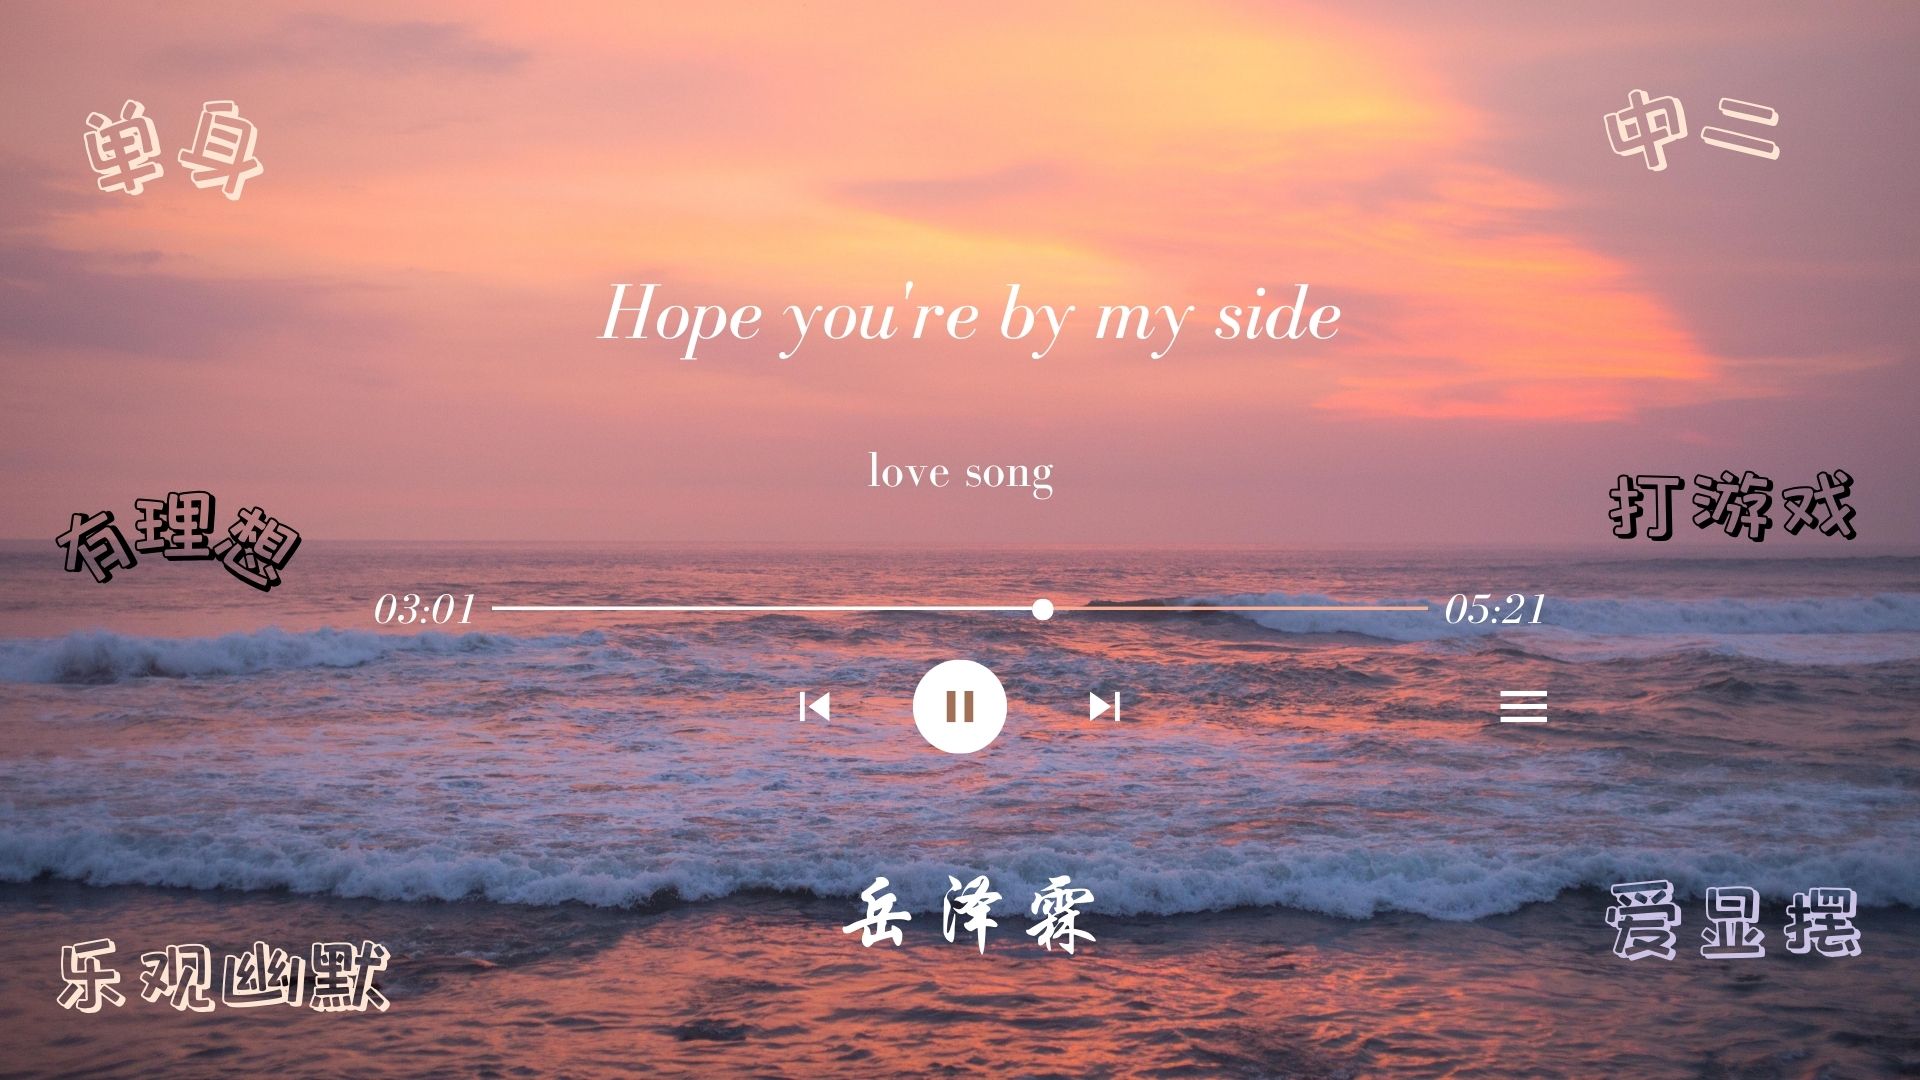 单身
中二
Hope you're by my side
love song
有理想
打游戏
03:01
05:21
岳泽霖
爱显摆
乐观幽默